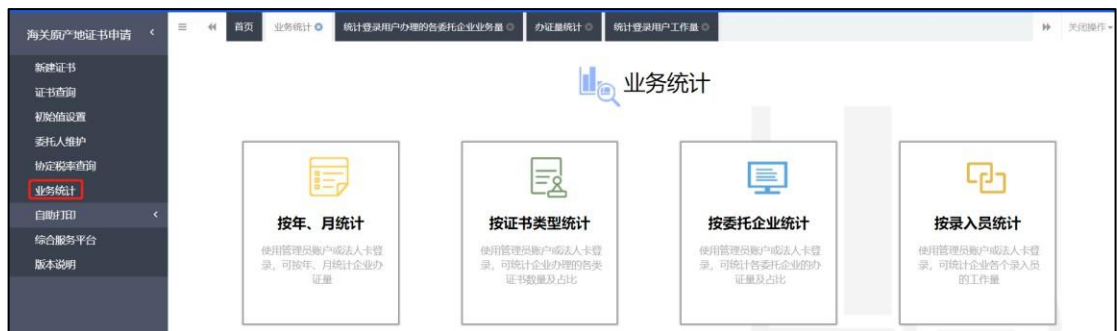 海关原产地证书申请
首页 业务统计 统计登录用户办理的各委托企业业务量 办证量统计 统计登录用户工作量 关闭操作
新建证书
证书查询
初始值设置
委托人维护
协定税率查询
业务统计
自助打印
综合服务平台
版本说明
业务统计
按年、月统计
使用管理员账户或法人卡登
录，可按年、月统计企业办
证量
按证书类型统计
使用管理员账户或法人卡登
录，可统计企业办理的各类
证书数量及占比
按委托企业统计
使用管理员账户或法人卡登
录，可统计各委托企业的办
证量及占比
按录入员统计
使用管理员账户或法人卡登
录，可统计企业各个录入员
的工作量